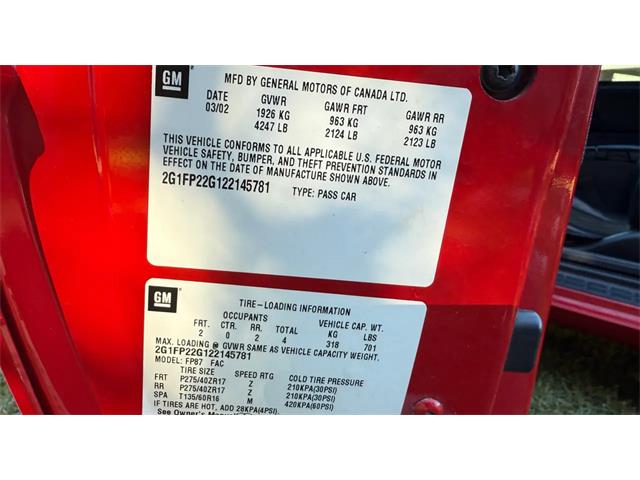 GM
MFD BY GENERAL MOTORS OF CANADA LTD.
DATE GVWR GAWR FRT GAWR RR
03/02 1926 KG 963 KG 963 KG
4247 LB 2124 LB 2123 LB
THIS VEHICLE CONFORMS TO ALL APPLICABLE U.S. FEDERAL MOTOR
VEHICLE SAFETY, BUMPER, AND THEFT PREVENTION STANDARDS IN
EFFECT ON THE DATE OF MANUFACTURE SHOWN ABOVE.
2G1FP22G122145781 TYPE: PASS CAR
GM
TIRE-LOADING INFORMATION
OCCUPANTS VEHICLE CAP. WT.
FRT. CTR. RR. TOTAL KG LBS
2 0 2 4 318 701
MAX. LOADING @ GVWR SAME AS VEHICLE CAPACITY WEIGHT.
2G1FP22G122145781
MODEL: FP87 FAC
TIRE SIZE SPEED RTG COLD TIRE PRESSURE
FRT P275/40ZR17 Z 210KPA(30PSI)
RR P275/40ZR17 Z 210KPA(30PSI)
SPA T135/60R16 M 420KPA(60PSI)
IF TIRES ARE HOT, ADD 28KPA(4PSI).
See Owner's